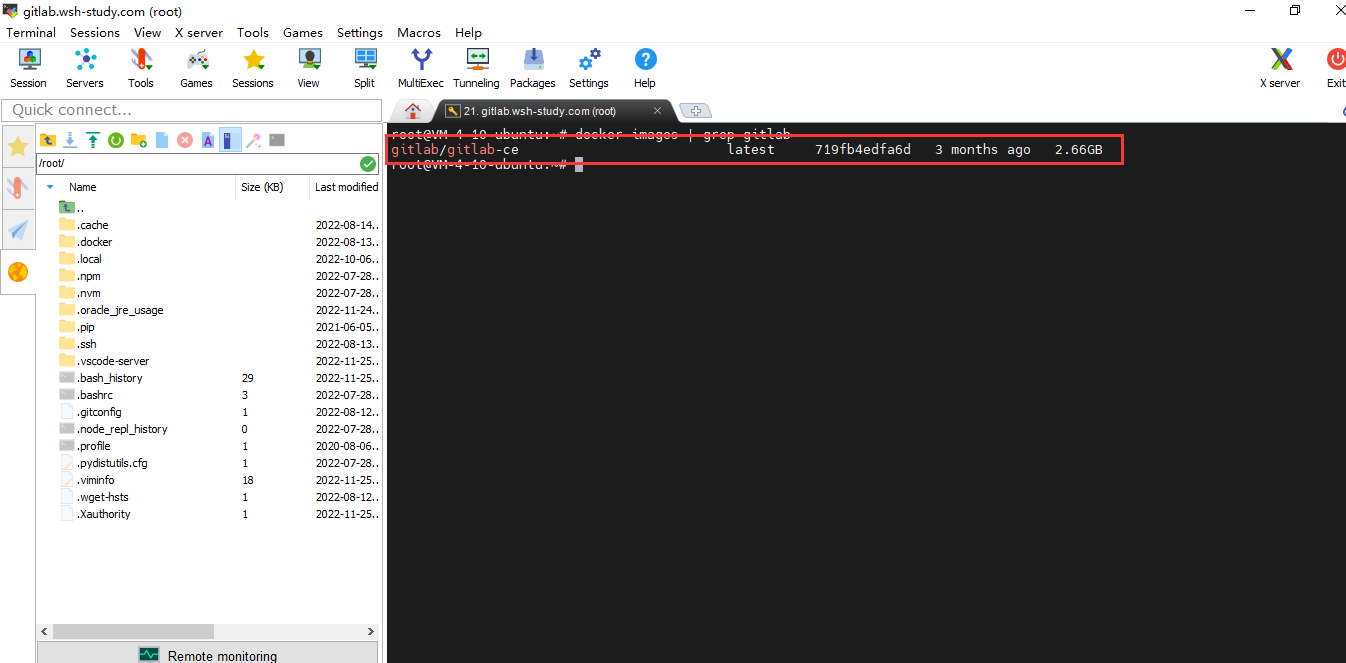 gitlab.wsh-study.com (root)
Terminal Sessions View X server Tools Games Settings Macros Help
Session Servers Tools Games Sessions View Split MultiExec Tunneling Packages Settings Help X server Exit
Quick connect...
21. gitlab.wsh-study.com (root)
/root/
Name Size (KB) Last modified
..
.cache 2022-08-14..
.docker 2022-08-13..
.local 2022-10-06..
.npm 2022-07-28..
.nvm 2022-07-28..
.oracle_jre_usage 2022-11-24..
.pip 2021-06-05..
.ssh 2022-08-13..
.vscode-server 2022-11-25..
.bash_history 29 2022-11-25..
.bashrc 3 2022-07-28..
.gitconfig 1 2022-08-12..
.node_repl_history 0 2022-07-28..
.profile 1 2020-08-06..
.pydistutils.cfg 1 2022-07-28..
.viminfo 18 2022-11-25..
.wget-hsts 1 2022-08-12..
.Xauthority 1 2022-11-25..
Remote monitoring
root@VM-4-10-ubuntu:~# docker images | grep gitlab
gitlab/gitlab-ce latest 719fb4edfa6d 3 months ago 2.66GB
root@VM-4-10-ubuntu:~#